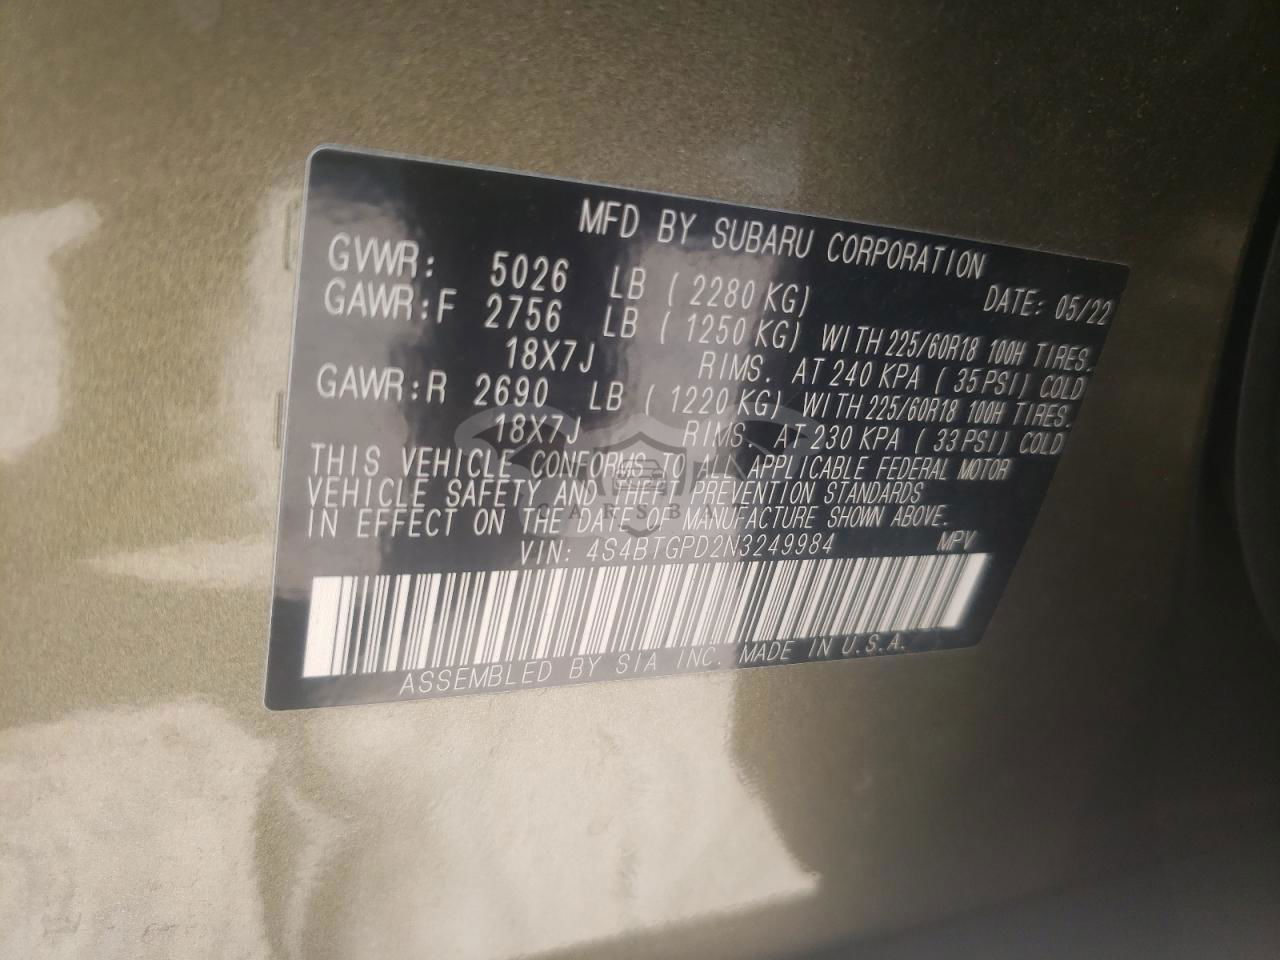 MFD BY SUBARU CORPORATION
GVWR: 5026 LB ( 2280 KG) DATE: 05/22
GAWR:F 2756 LB ( 1250 KG) WITH 225/60R18 100H TIRES.
18X7J RIMS. AT 240 KPA ( 35 PSI) COLD
GAWR:R 2690 LB ( 1220 KG) WITH 225/60R18 100H TIRES.
18X7J RIMS. AT 230 KPA ( 33 PSI) COLD
THIS VEHICLE CONFORMS TO ALL APPLICABLE FEDERAL MOTOR
VEHICLE SAFETY AND THEFT PREVENTION STANDARDS
IN EFFECT ON THE DATE OF MANUFACTURE SHOWN ABOVE.
VIN: 4S4BTGPD2N3249984 MPV
ASSEMBLED BY SIA INC. MADE IN U.S.A.